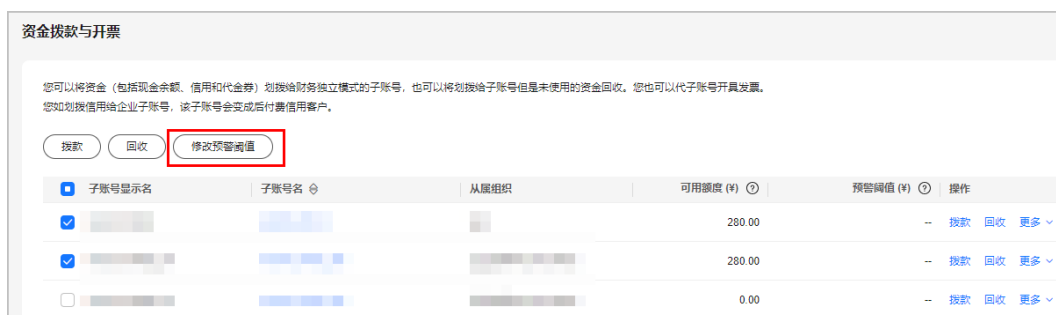 资金拨款与开票
您可以将资金（包括现金余额、信用和代金券）划拨给财务独立模式的子账号，也可以将划拨给子账号但是未使用的资金回收。您也可以代子账号开具发票。
您如划拨信用给企业子账号，该子账号会变成后付费信用客户。
拨款 回收 修改预警阈值
子账号显示名 子账号名 从属组织 可用额度 (¥) ? 预警阈值 (¥) ? 操作
280.00 -- 拨款 回收 更多
280.00 -- 拨款 回收 更多
0.00 -- 拨款 回收 更多